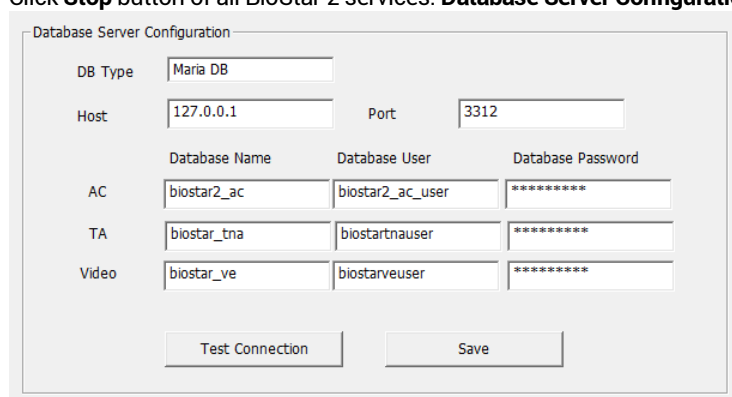 Click Stop button of all BioStar 2 services. Database Server Configurati
Database Server Configuration
DB Type Maria DB
Host 127.0.0.1 Port 3312
Database Name Database User Database Password
AC biostar2_ac biostar2_ac_user *********
TA biostar_tna biostartnauser *********
Video biostar_ve biostarveuser *********
Test Connection Save